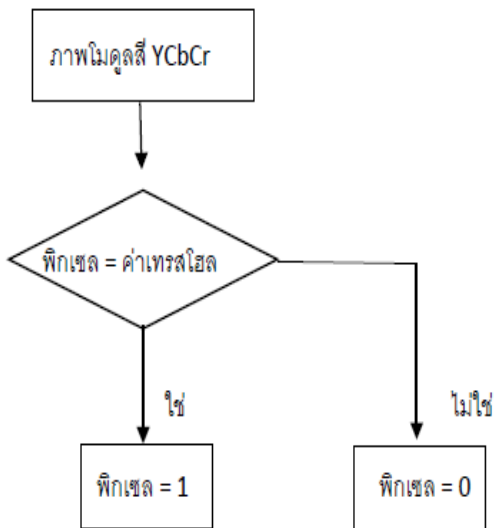 ภาพโมดูลสี YCbCr
พิกเซล = ค่าเทรสโฮล
ใช่
ไม่ใช่
พิกเซล = 1
พิกเซล = 0